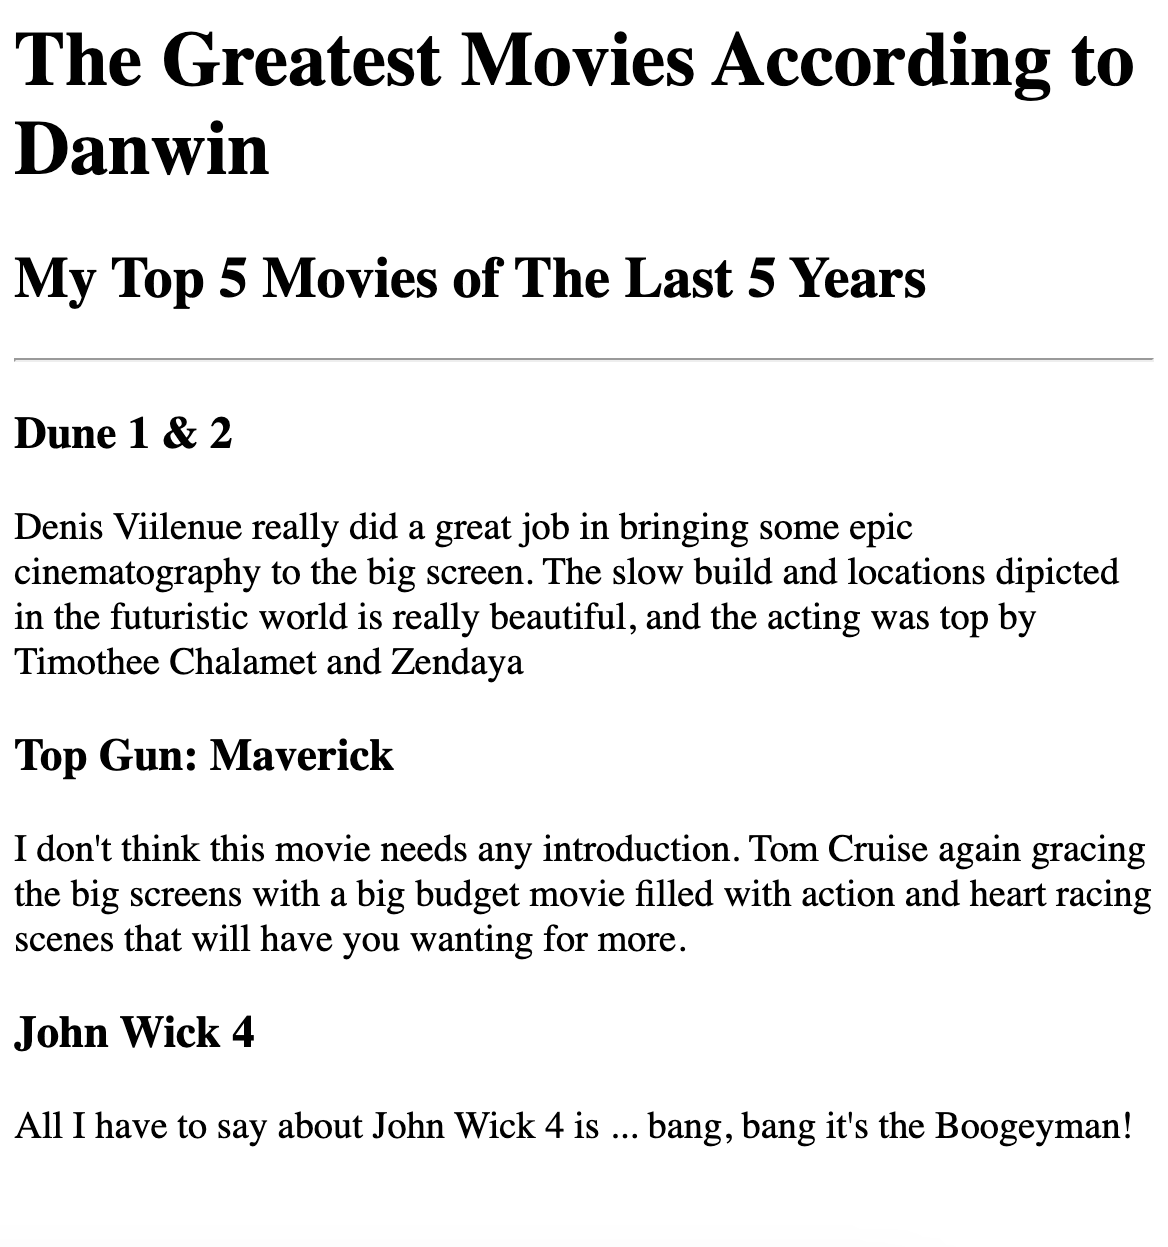 The Greatest Movies According to
Danwin
My Top 5 Movies of The Last 5 Years
Dune 1 & 2
Denis Viilenue really did a great job in bringing some epic
cinematography to the big screen. The slow build and locations dipicted
in the futuristic world is really beautiful, and the acting was top by
Timothee Chalamet and Zendaya
Top Gun: Maverick
I don't think this movie needs any introduction. Tom Cruise again gracing
the big screens with a big budget movie filled with action and heart racing
scenes that will have you wanting for more.
John Wick 4
All I have to say about John Wick 4 is ... bang, bang it's the Boogeyman!